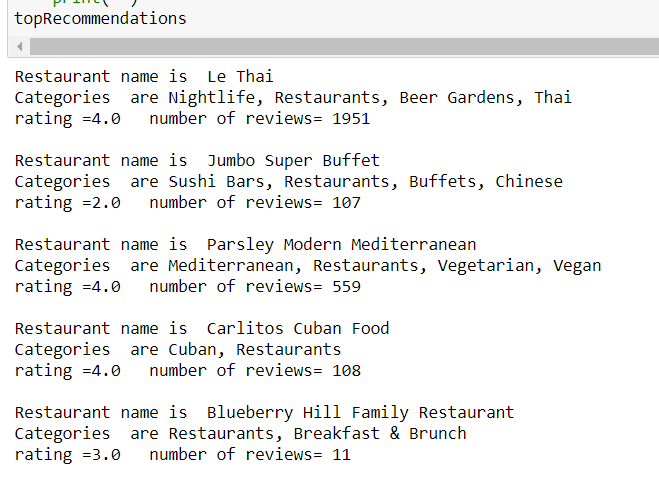 print( )
topRecommendations
Restaurant name is  Le Thai
Categories  are Nightlife, Restaurants, Beer Gardens, Thai
rating =4.0   number of reviews= 1951
Restaurant name is  Jumbo Super Buffet
Categories  are Sushi Bars, Restaurants, Buffets, Chinese
rating =2.0   number of reviews= 107
Restaurant name is  Parsley Modern Mediterranean
Categories  are Mediterranean, Restaurants, Vegetarian, Vegan
rating =4.0   number of reviews= 559
Restaurant name is  Carlitos Cuban Food
Categories  are Cuban, Restaurants
rating =4.0   number of reviews= 108
Restaurant name is  Blueberry Hill Family Restaurant
Categories  are Restaurants, Breakfast & Brunch
rating =3.0   number of reviews= 11